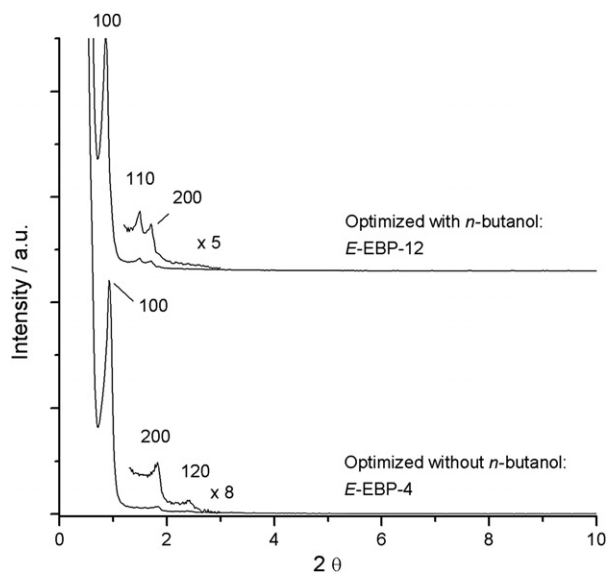 100
110
200
Optimized with n-butanol:
x 5
E-EBP-12
100
200
120
Optimized without n-butanol:
x 8
E-EBP-4
Intensity / a.u.
0 2 4 6 8 10
2 θ